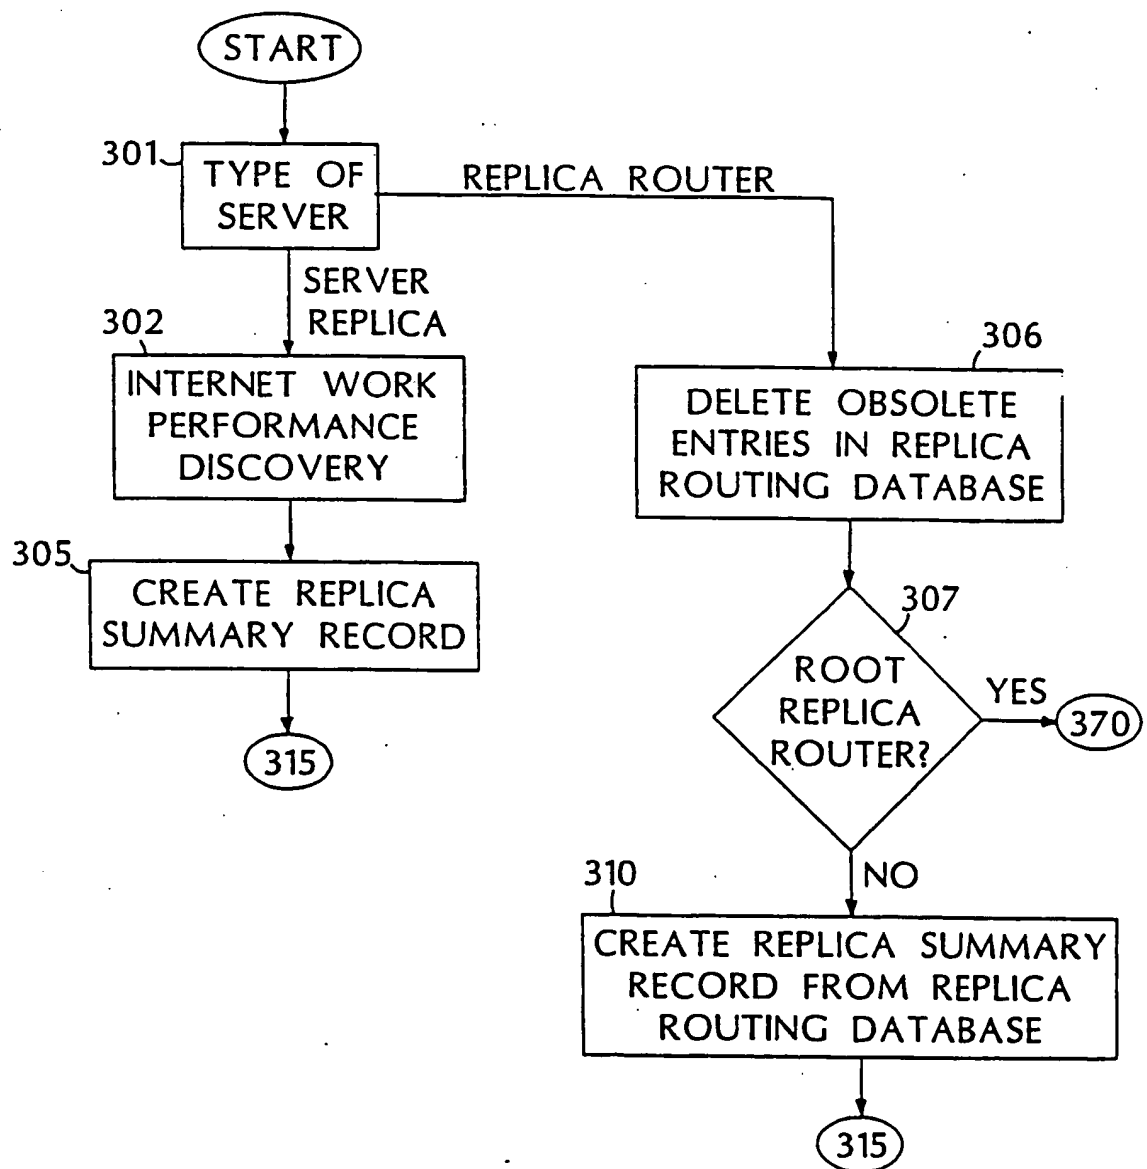 START
301
TYPE OF
SERVER
REPLICA ROUTER
SERVER
REPLICA
302
INTERNET WORK
PERFORMANCE
DISCOVERY
305
CREATE REPLICA
SUMMARY RECORD
315
306
DELETE OBSOLETE
ENTRIES IN REPLICA
ROUTING DATABASE
307
ROOT
REPLICA
ROUTER?
YES
370
NO
310
CREATE REPLICA SUMMARY
RECORD FROM REPLICA
ROUTING DATABASE
315